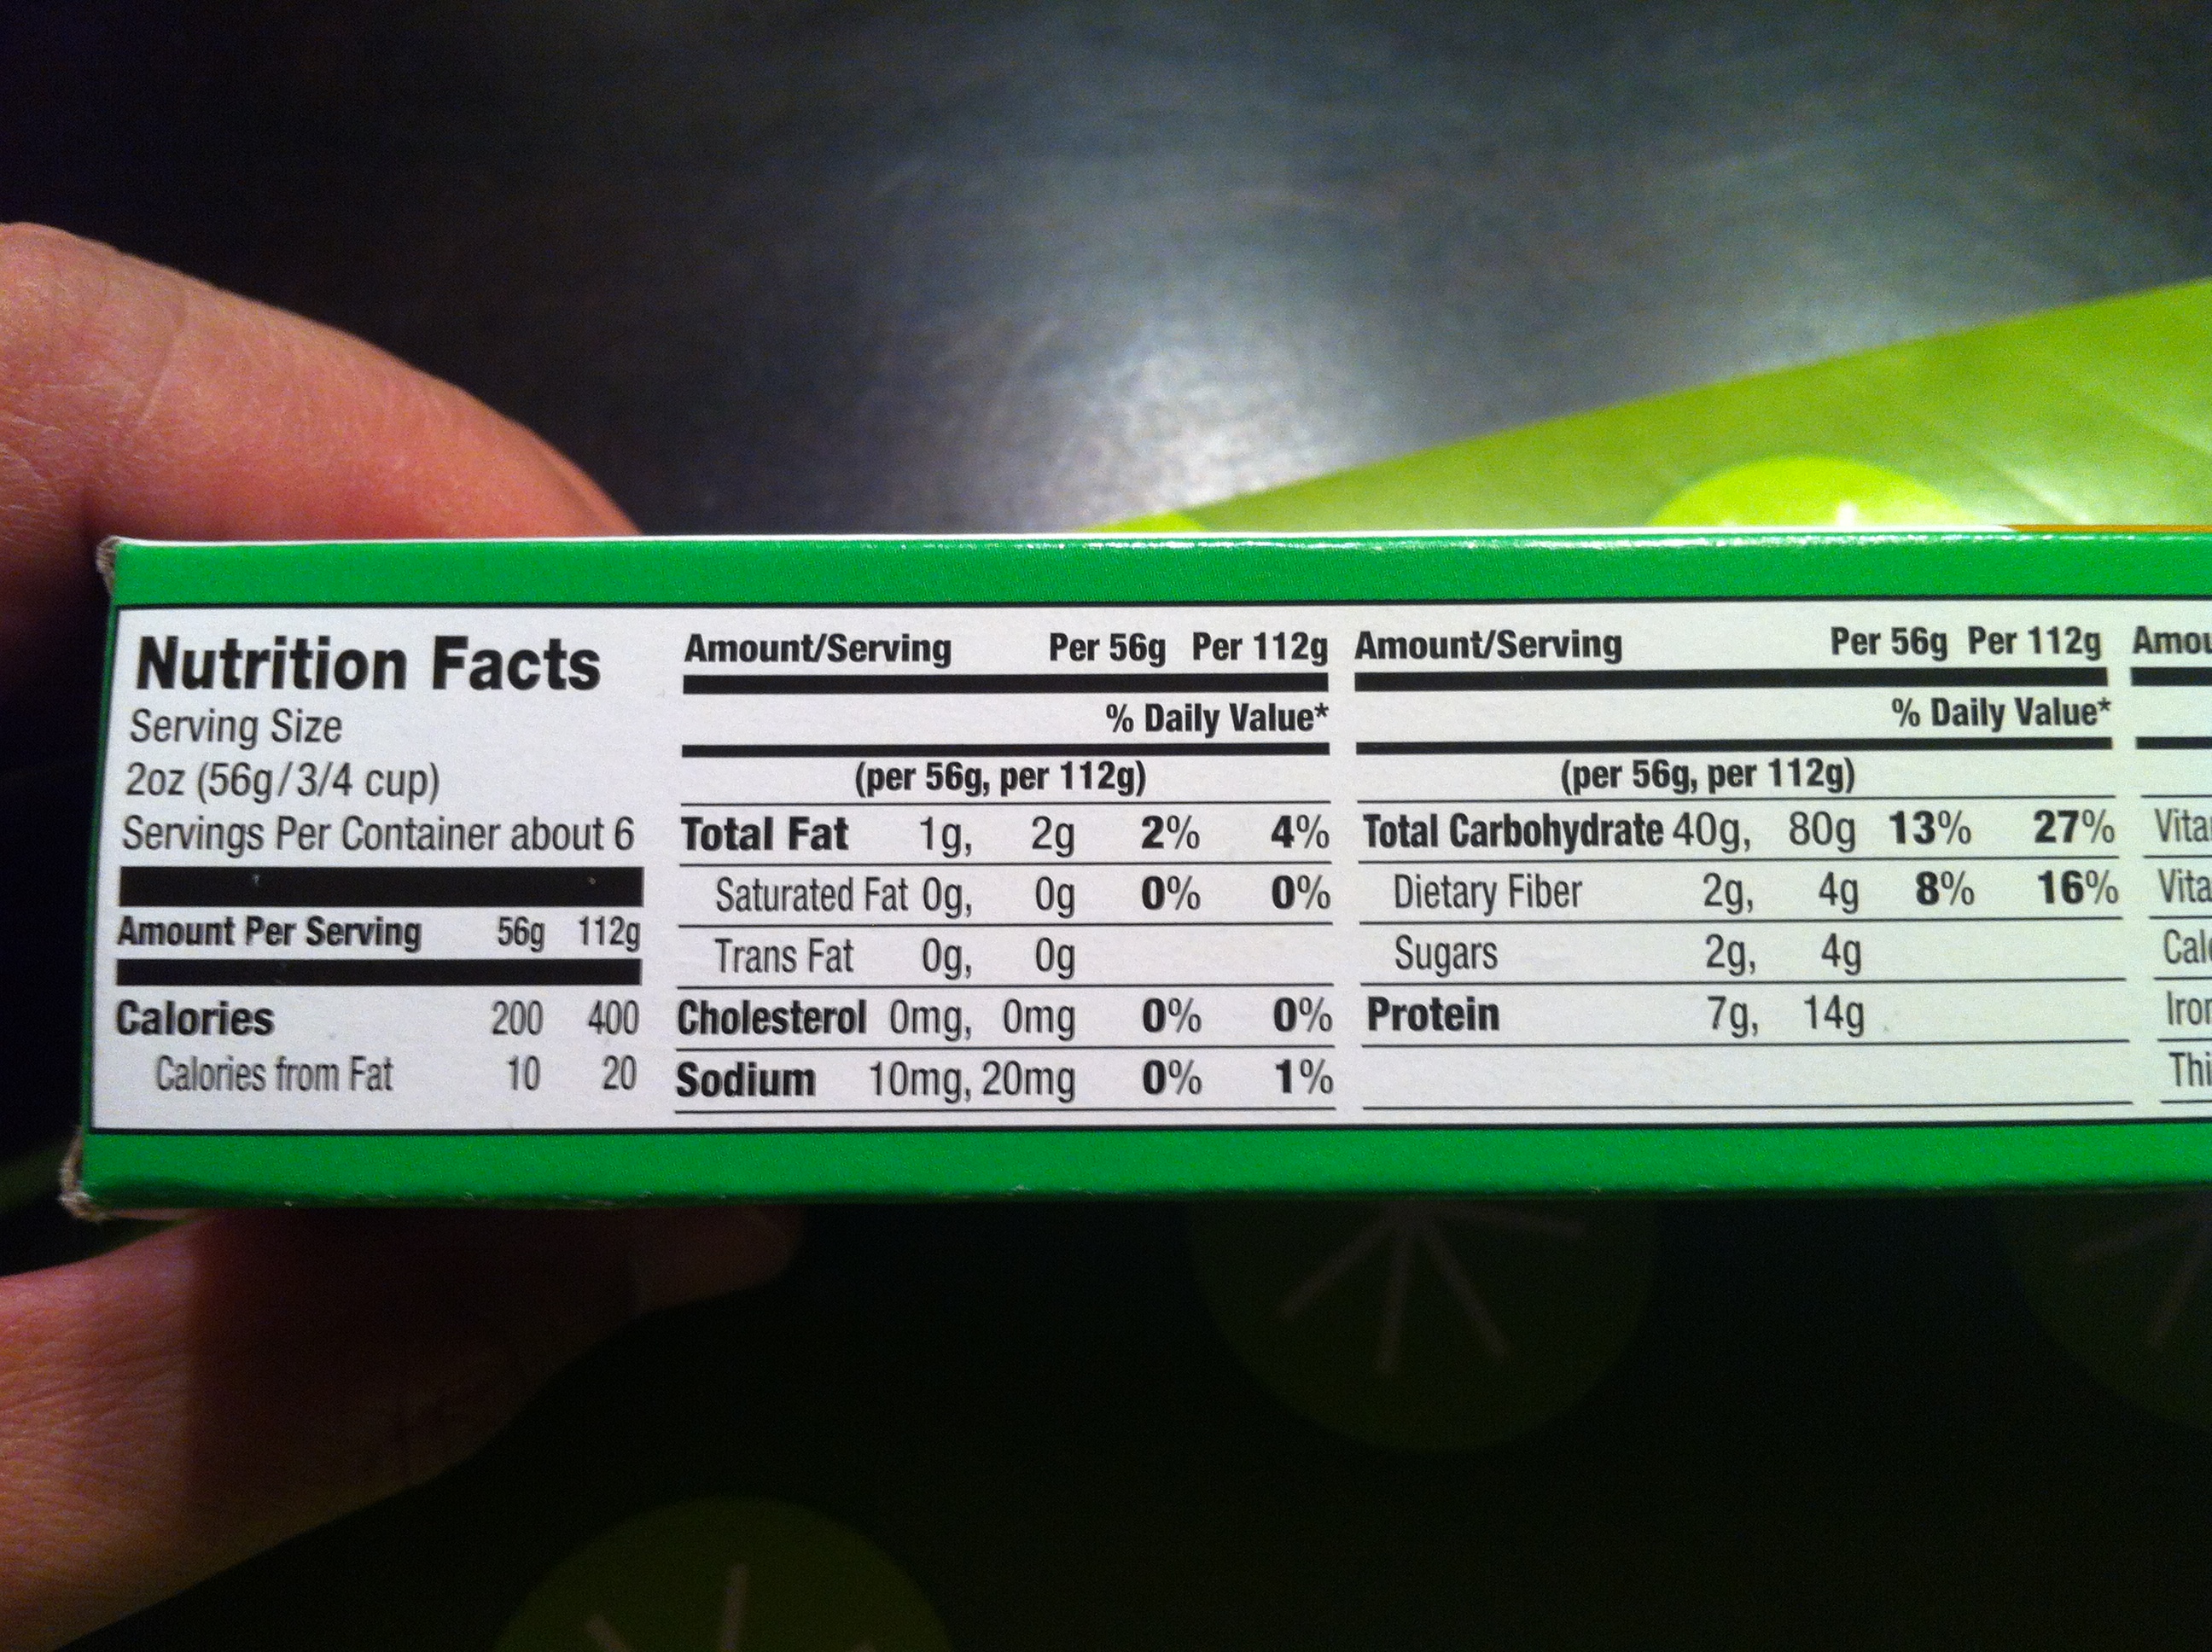 Nutrition Facts
Serving Size
2oz (56g/3/4 cup)
Servings Per Container about 6
Amount Per Serving 56g 112g
Calories 200 400
Calories from Fat 10 20
Amount/Serving Per 56g Per 112g
% Daily Value*
(per 56g, per 112g)
Total Fat 1g, 2g 2% 4%
Saturated Fat 0g, 0g 0% 0%
Trans Fat 0g, 0g
Cholesterol 0mg, 0mg 0% 0%
Sodium 10mg, 20mg 0% 1%
Amount/Serving Per 56g Per 112g
% Daily Value*
(per 56g, per 112g)
Total Carbohydrate 40g, 80g 13% 27%
Dietary Fiber 2g, 4g 8% 16%
Sugars 2g, 4g
Protein 7g, 14g